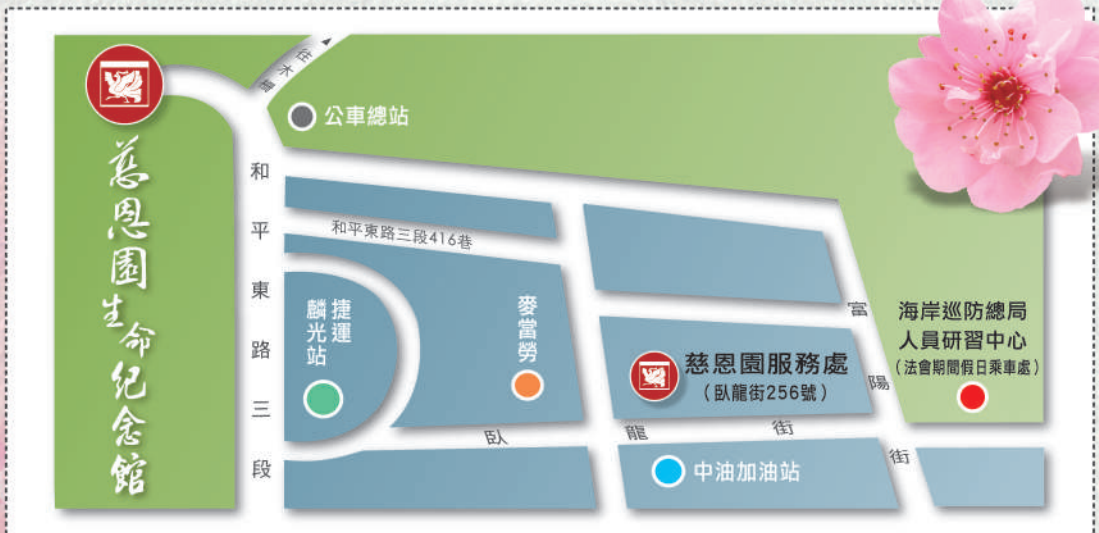 往木柵
公車總站
慈恩園生命紀念館
和平東路三段
和平東路三段416巷
捷運
麟光站
麥當勞
慈恩園服務處
(臥龍街256號)
富陽街
海岸巡防總局
人員研習中心
(法會期間假日乘車處)
臥龍街
中油加油站